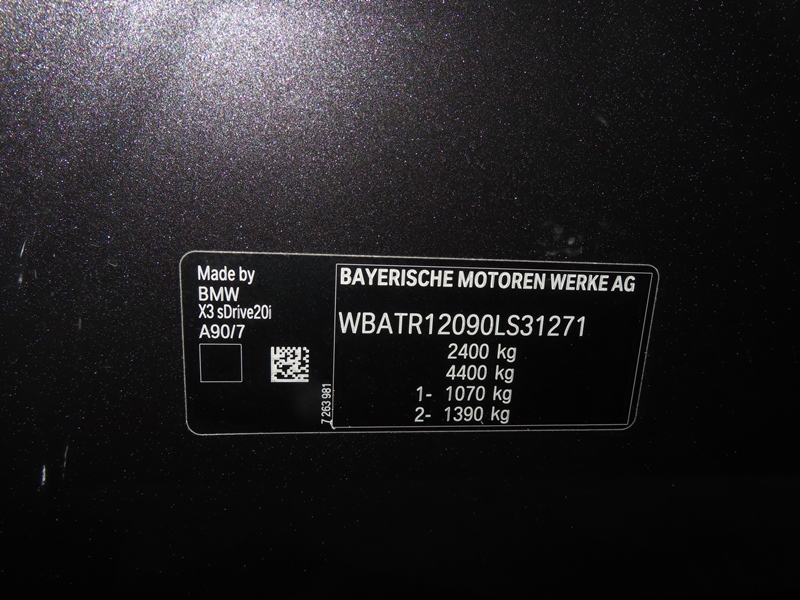 Made by
BMW
X3 sDrive20i
A90/7
7 263 981
BAYERISCHE MOTOREN WERKE AG
WBATR12090LS31271
2400 kg
4400 kg
1- 1070 kg
2- 1390 kg